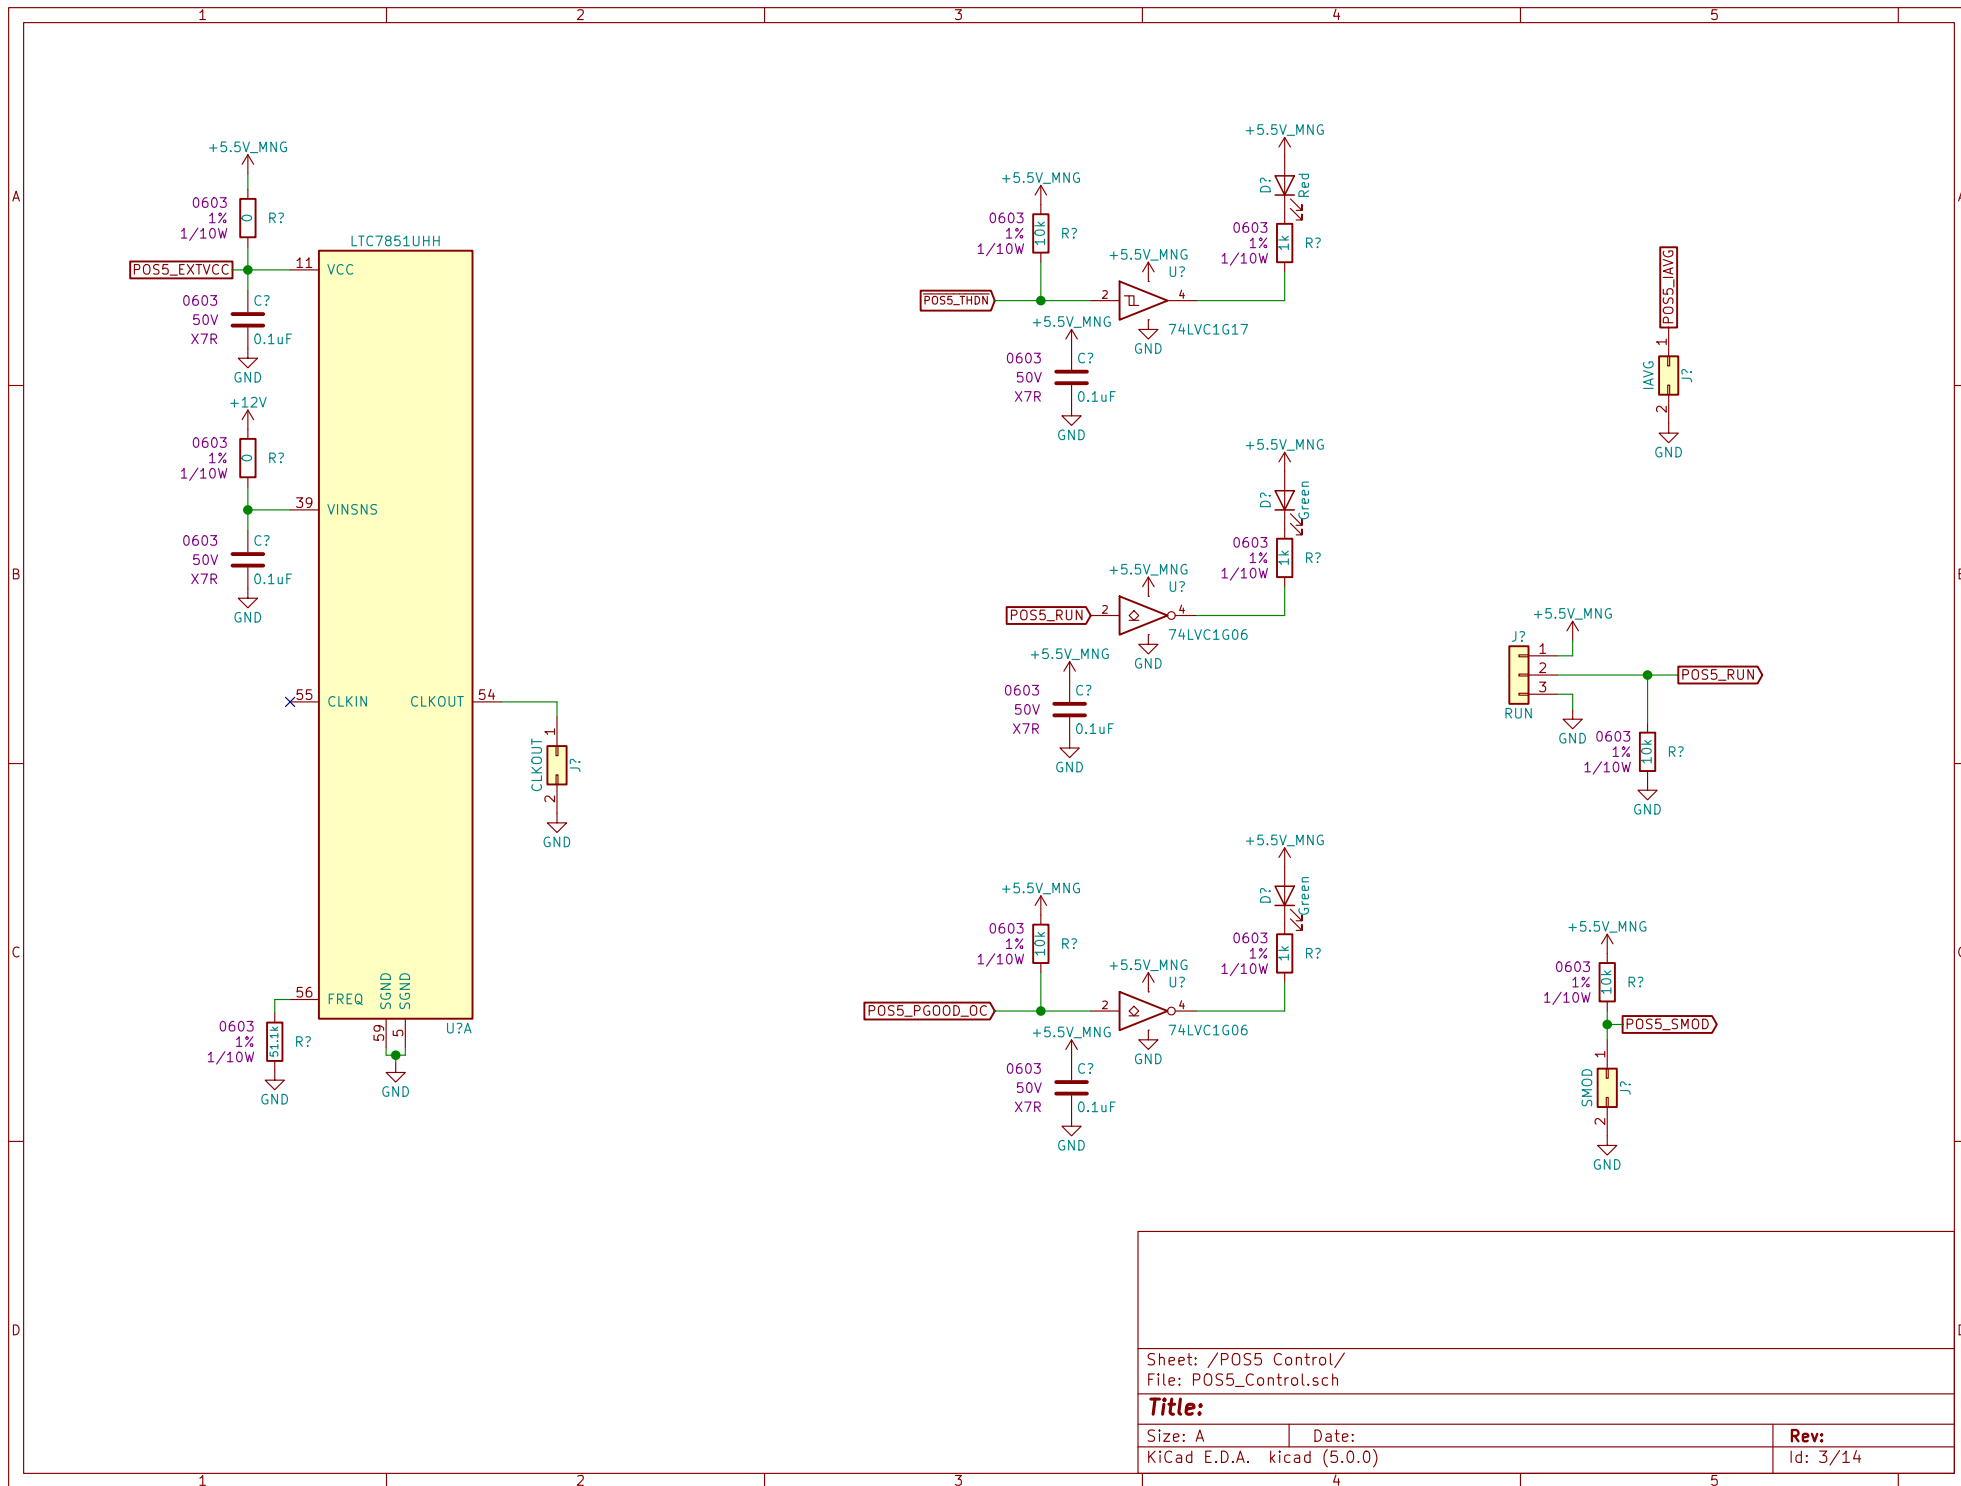 1 2 3 4 5
A
B
C
D
+5.5V_MNG
0603
1%
1/10W
0
R?
POS5_EXTVCC
0603
50V
X7R
C?
0.1uF
GND
+12V
0603
1%
1/10W
0
R?
0603
50V
X7R
C?
0.1uF
GND
LTC7851UHH
11 VCC
39 VINSNS
55 CLKIN
CLKOUT 54
56 FREQ
SGND
SGND
59
5
U?A
GND
0603
1%
1/10W
51.1k
R?
GND
1
CLKOUT
J?
2
GND
+5.5V_MNG
0603
1%
1/10W
10k
R?
POS5_THDN
+5.5V_MNG
U?
2
4
74LVC1G17
GND
+5.5V_MNG
0603
50V
X7R
C?
0.1uF
GND
+5.5V_MNG
D?
Red
0603
1%
1/10W
1k
R?
+5.5V_MNG
D?
Green
0603
1%
1/10W
1k
R?
POS5_RUN
+5.5V_MNG
U?
2
4
74LVC1G06
GND
+5.5V_MNG
0603
50V
X7R
C?
0.1uF
GND
+5.5V_MNG
D?
Green
0603
1%
1/10W
1k
R?
+5.5V_MNG
0603
1%
1/10W
10k
R?
POS5_PGOOD_OC
+5.5V_MNG
U?
2
4
74LVC1G06
GND
+5.5V_MNG
0603
50V
X7R
C?
0.1uF
GND
POS5_IAVG
1
IAVG
J?
2
GND
+5.5V_MNG
J?
1
2
3
RUN
GND
POS5_RUN
0603
1%
1/10W
10k
R?
GND
+5.5V_MNG
0603
1%
1/10W
10k
R?
POS5_SMOD
1
SMOD
J?
2
GND
Sheet: /POS5 Control/
File: POS5_Control.sch
Title:
Size: A Date: Rev:
KiCad E.D.A. kicad (5.0.0) Id: 3/14
1 2 3 4 5